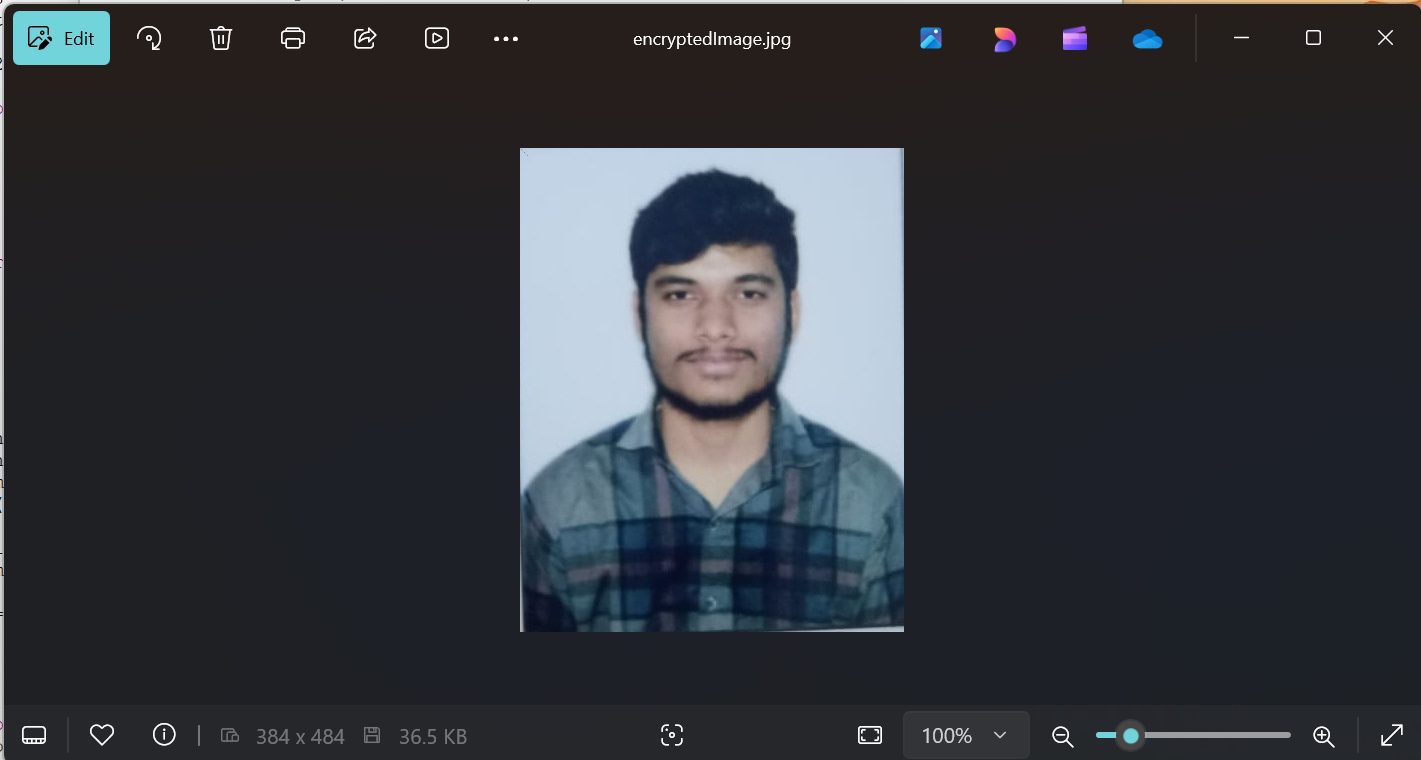 Edit
encryptedImage.jpg
384 x 484
36.5 KB
100%